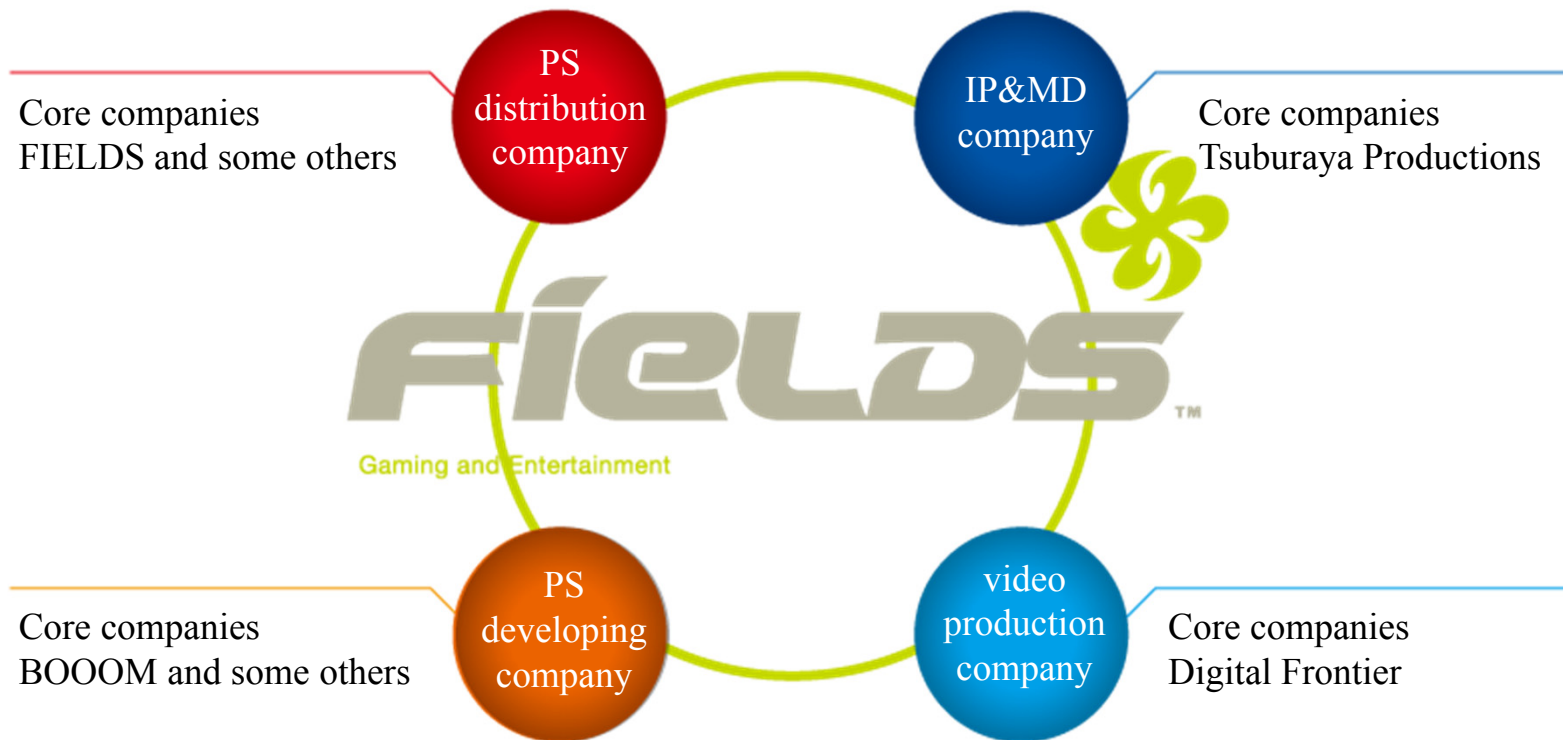 PS
distribution
company
Core companies
FIELDS and some others
IP&MD
company
Core companies
Tsuburaya Productions
FIELDS
TM
Gaming and Entertainment
PS
developing
company
Core companies
BOOOM and some others
video
production
company
Core companies
Digital Frontier